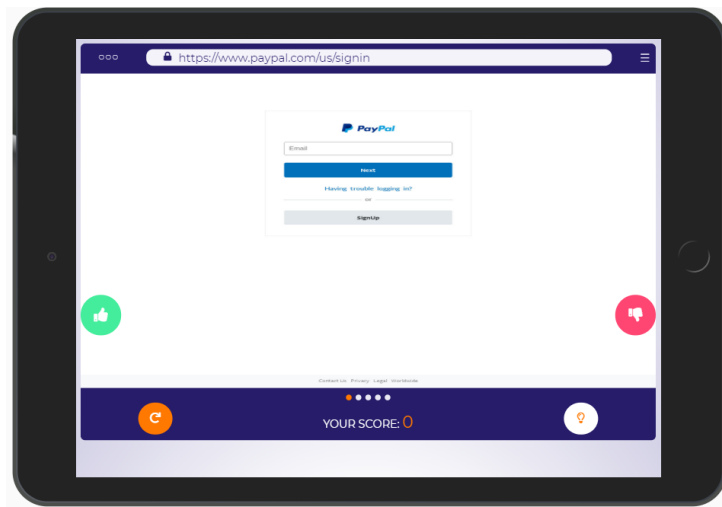 https://www.paypal.com/us/signin
PayPal
Email
Next
Having trouble logging in?
or
SignUp
Contact Us Privacy Legal Worldwide
YOUR SCORE: 0